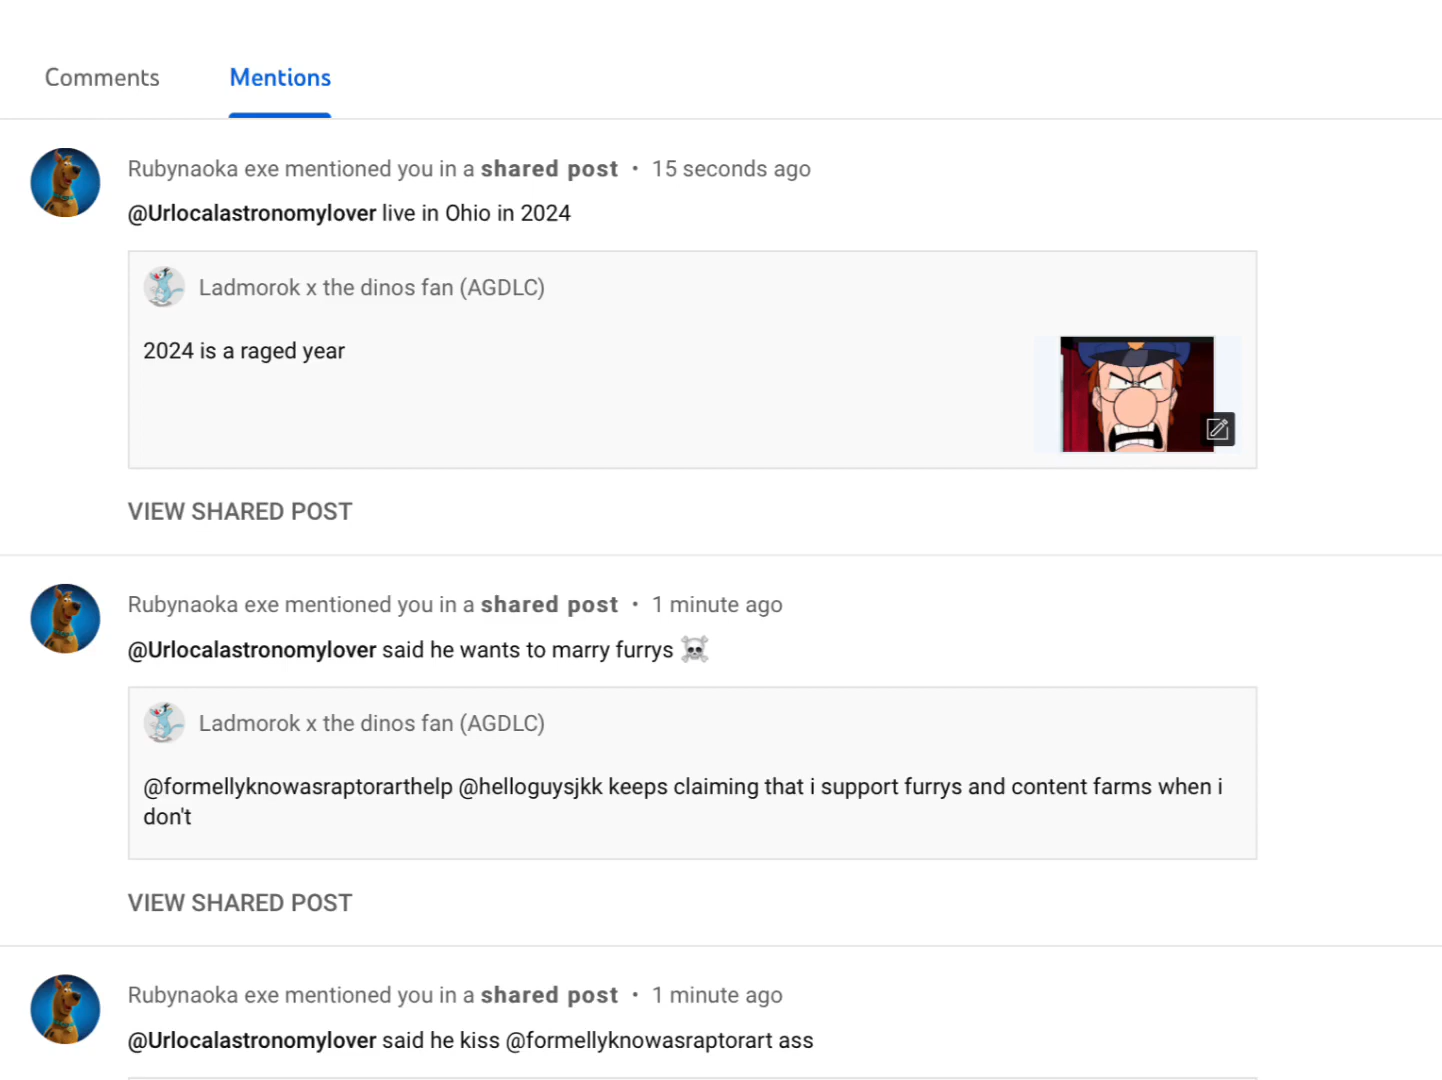 Comments Mentions
Rubynaoka exe mentioned you in a shared post • 15 seconds ago
@Urlocalastronomylover live in Ohio in 2024
Ladmorok x the dinos fan (AGDLC)
2024 is a raged year
VIEW SHARED POST
Rubynaoka exe mentioned you in a shared post • 1 minute ago
@Urlocalastronomylover said he wants to marry furrys ☠️
Ladmorok x the dinos fan (AGDLC)
@formellyknowasraptorarthelp @helloguysjkk keeps claiming that i support furrys and content farms when i
don't
VIEW SHARED POST
Rubynaoka exe mentioned you in a shared post • 1 minute ago
@Urlocalastronomylover said he kiss @formellyknowasraptorart ass